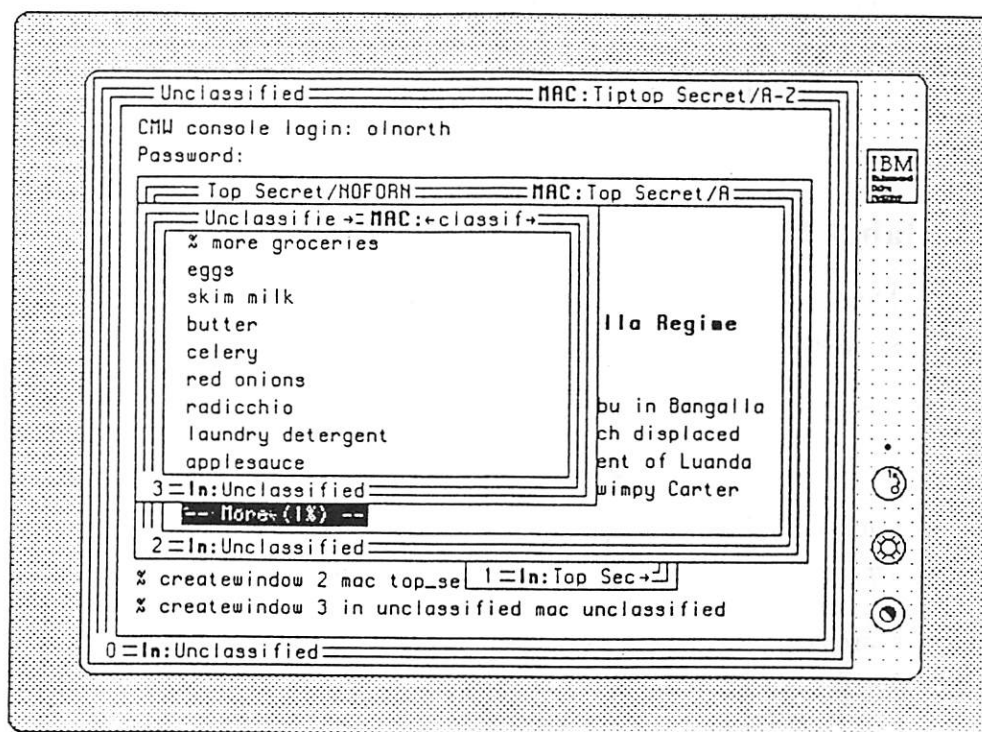 Unclassified MAC:Tiptop Secret/A-Z
CMW console login: olnorth
Password:
IBM
Top Secret/NOFORN MAC:Top Secret/A
Unclassifie→ MAC:←classif→
% more groceries
eggs
skim milk
butter
lla Regime
celery
red onions
radicchio
bu in Bangalla
laundry detergent
ch displaced
applesauce
ent of Luanda
3 In:Unclassified
wimpy Carter
-- More-(1%) --
2 In:Unclassified
% createwindow 2 mac top_se
1 In:Top Sec→
% createwindow 3 in unclassified mac unclassified
0 In:Unclassified